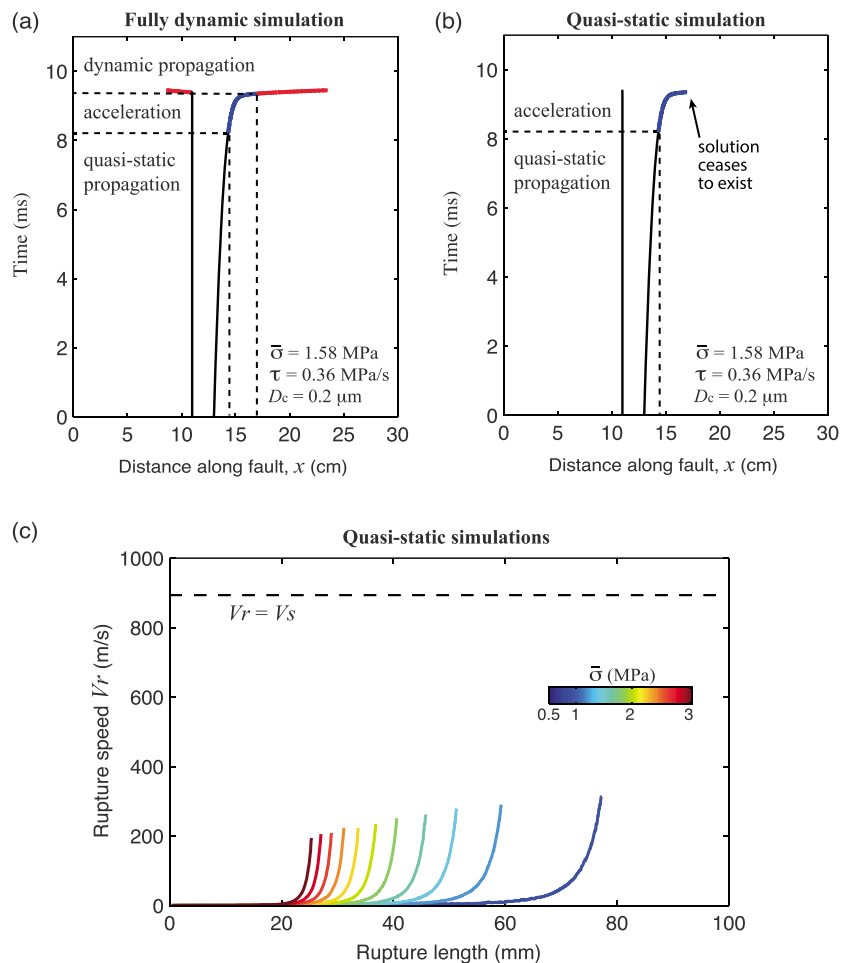 (a)
Fully dynamic simulation
10
8
6
4
2
0
Time (ms)
dynamic propagation
acceleration
quasi-static
propagation
σ̅ = 1.58 MPa
τ = 0.36 MPa/s
Dc = 0.2 μm
0 5 10 15 20 25 30
Distance along fault, x (cm)
(b)
Quasi-static simulation
10
8
6
4
2
0
Time (ms)
acceleration
quasi-static
propagation
solution
ceases
to exist
σ̅ = 1.58 MPa
τ = 0.36 MPa/s
Dc = 0.2 μm
0 5 10 15 20 25 30
Distance along fault, x (cm)
(c)
Quasi-static simulations
1000
800
600
400
200
0
Rupture speed Vr (m/s)
Vr = Vs
σ̅ (MPa)
0.5 1 2 3
0 20 40 60 80 100
Rupture length (mm)